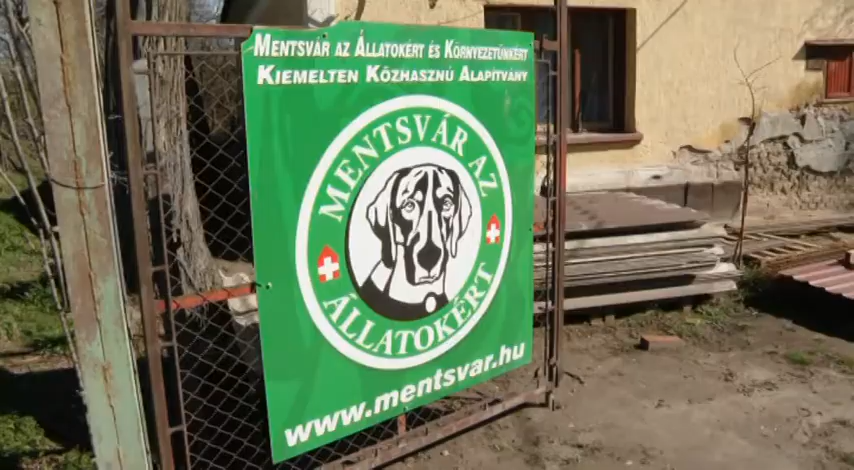 Mentsvár az Állatokért és Környezetünkért
Kiemelten Közhasznú Alapítvány
MENTSVÁR AZ
ÁLLATOKÉRT
www.mentsvar.hu